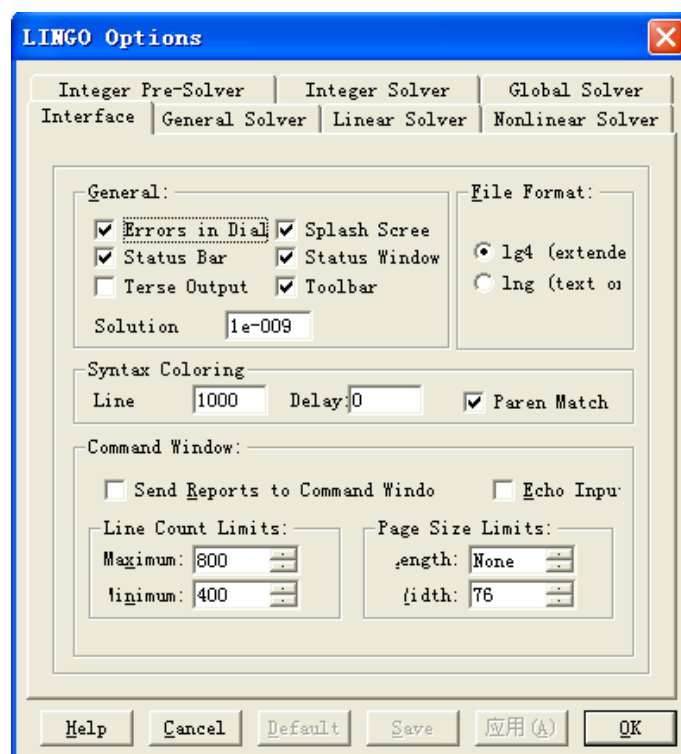 LINGO Options
Integer Pre-Solver Integer Solver Global Solver
Interface General Solver Linear Solver Nonlinear Solver
General:
Errors in Dial Splash Scree
Status Bar Status Window
Terse Output Toolbar
Solution 1e-009
File Format:
lg4 (extende
lng (text or
Syntax Coloring
Line 1000 Delay: 0 Paren Match
Command Window:
Send Reports to Command Windo Echo Inpu
Line Count Limits:
Maximum: 800
Minimum: 400
Page Size Limits:
ength: None
idth: 76
Help Cancel Default Save 应用(A) OK